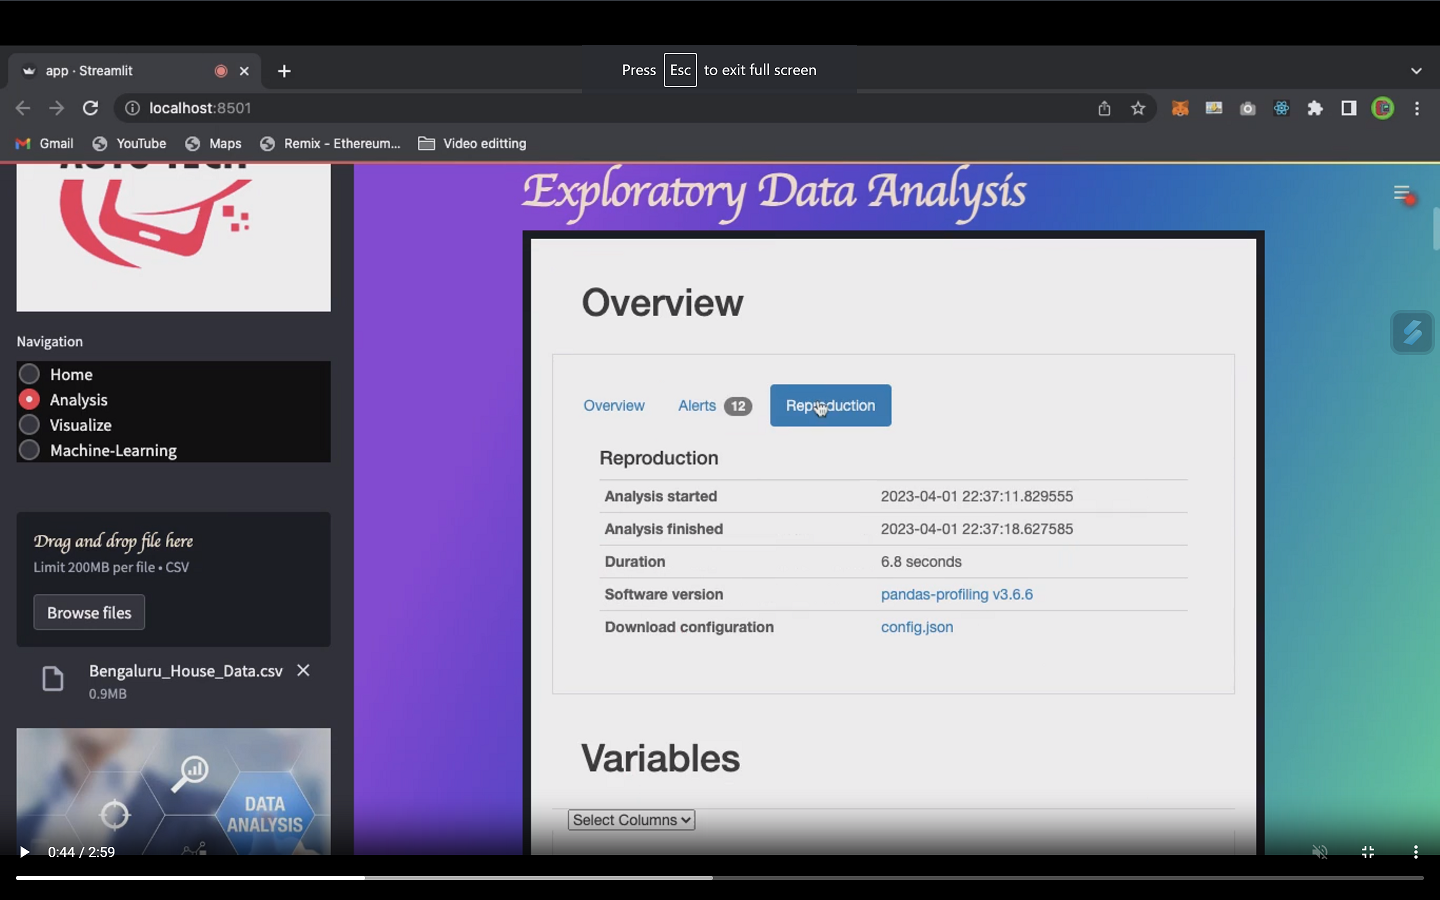 app · Streamlit
Press Esc to exit full screen
localhost:8501
Gmail YouTube Maps Remix - Ethereum... Video editting
AUTO TECH
Exploratory Data Analysis
Overview
Navigation
Home
Analysis
Visualize
Machine-Learning
Overview Alerts 12 Reproduction
Reproduction
Analysis started 2023-04-01 22:37:11.829555
Analysis finished 2023-04-01 22:37:18.627585
Duration 6.8 seconds
Software version pandas-profiling v3.6.6
Download configuration config.json
Drag and drop file here
Limit 200MB per file • CSV
Browse files
Bengaluru_House_Data.csv
0.9MB
Variables
Select Columns
DATA
ANALYSIS
0:44 / 2:59